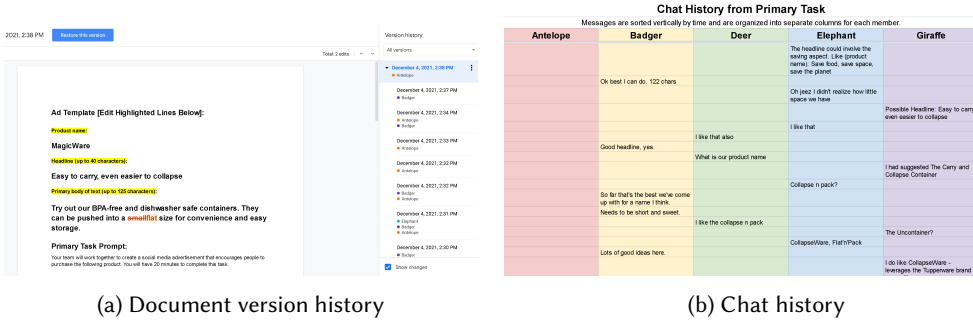 2021, 2:38 PM
Restore this version
Total: 2 edits
Ad Template [Edit Highlighted Lines Below]:
Product name:
MagicWare
Headline (up to 40 characters):
Easy to carry, even easier to collapse
Primary body of text (up to 125 characters):
Try out our BPA-free and dishwasher safe containers. They
can be pushed into a smallflat size for convenience and easy
storage.
Primary Task Prompt:
Your team will work together to create a social media advertisement that encourages people to
purchase the following product. You will have 20 minutes to complete this task.
Version history
All versions
December 4, 2021, 2:38 PM
Antelope
December 4, 2021, 2:37 PM
Badger
December 4, 2021, 2:34 PM
Antelope
Badger
December 4, 2021, 2:33 PM
Antelope
December 4, 2021, 2:32 PM
Antelope
December 4, 2021, 2:32 PM
Badger
Badger
Antelope
December 4, 2021, 2:31 PM
Elephant
Badger
Antelope
December 4, 2021, 2:30 PM
Badger
Show changes
(a) Document version history
Chat History from Primary Task
Messages are sorted vertically by time and are organized into separate columns for each member.
Antelope Badger Deer Elephant Giraffe
The headline could involve the
saving aspect. Like (product
name): Save food, save space,
save the planet
Ok best I can do. 122 chars
Oh jeez I didn't realize how little
space we have
Possible Headline: Easy to carry
even easier to collapse
I like that
I like that also
Good headline, yes.
What is our product name
I had suggested The Carry and
Collapse Container
Collapse n pack?
So far that's the best we've come
up with for a name I think.
Needs to be short and sweet.
I like the collapse n pack
The Uncontainer?
CollapseWare, Flat'n'Pack
Lots of good ideas here.
I do like CollapseWare -
leverages the Tupperware brand
(b) Chat history